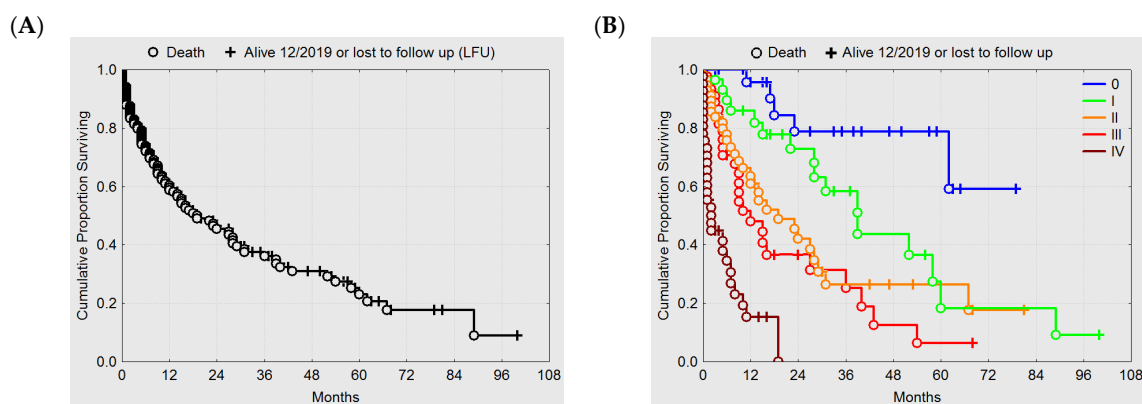 (A)
Death Alive 12/2019 or lost to follow up (LFU)
Cumulative Proportion Surviving
1.0
0.8
0.6
0.4
0.2
0.0
0 12 24 36 48 60 72 84 96 108
Months
(B)
Death Alive 12/2019 or lost to follow up
Cumulative Proportion Surviving
1.0
0.8
0.6
0.4
0.2
0.0
0
I
II
III
IV
0 12 24 36 48 60 72 84 96 108
Months